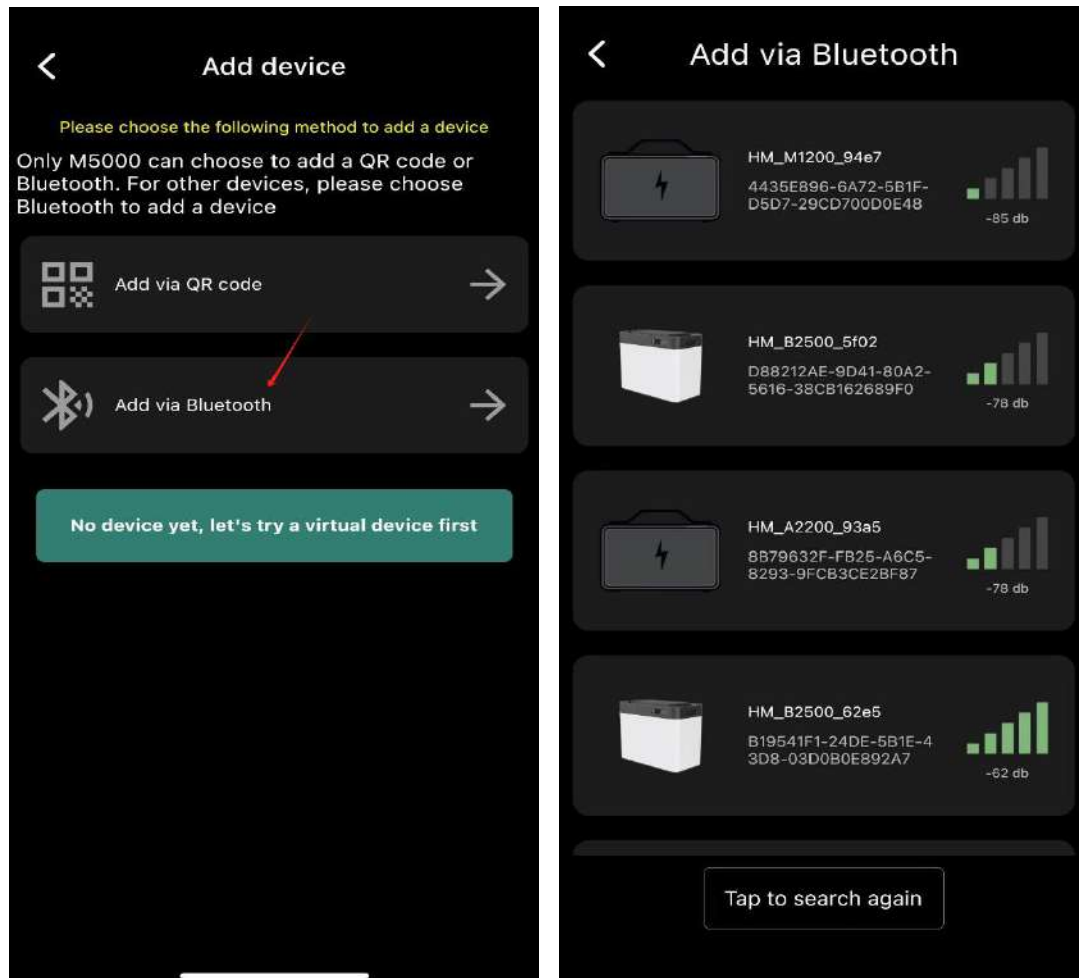 Add device
Please choose the following method to add a device
Only M5000 can choose to add a QR code or
Bluetooth. For other devices, please choose
Bluetooth to add a device
Add via QR code
Add via Bluetooth
No device yet, let's try a virtual device first
Add via Bluetooth
HM_M1200_94e7
4435E896-6A72-5B1F-
D5D7-29CD700D0E48
-85 db
HM_B2500_5f02
D88212AE-9D41-80A2-
5616-38CB162689F0
-78 db
HM_A2200_93a5
8B79632F-FB25-A6C5-
8293-9FCB3CE2BF87
-78 db
HM_B2500_62e5
B19541F1-24DE-5B1E-4
3D8-03D0B0E892A7
-62 db
Tap to search again